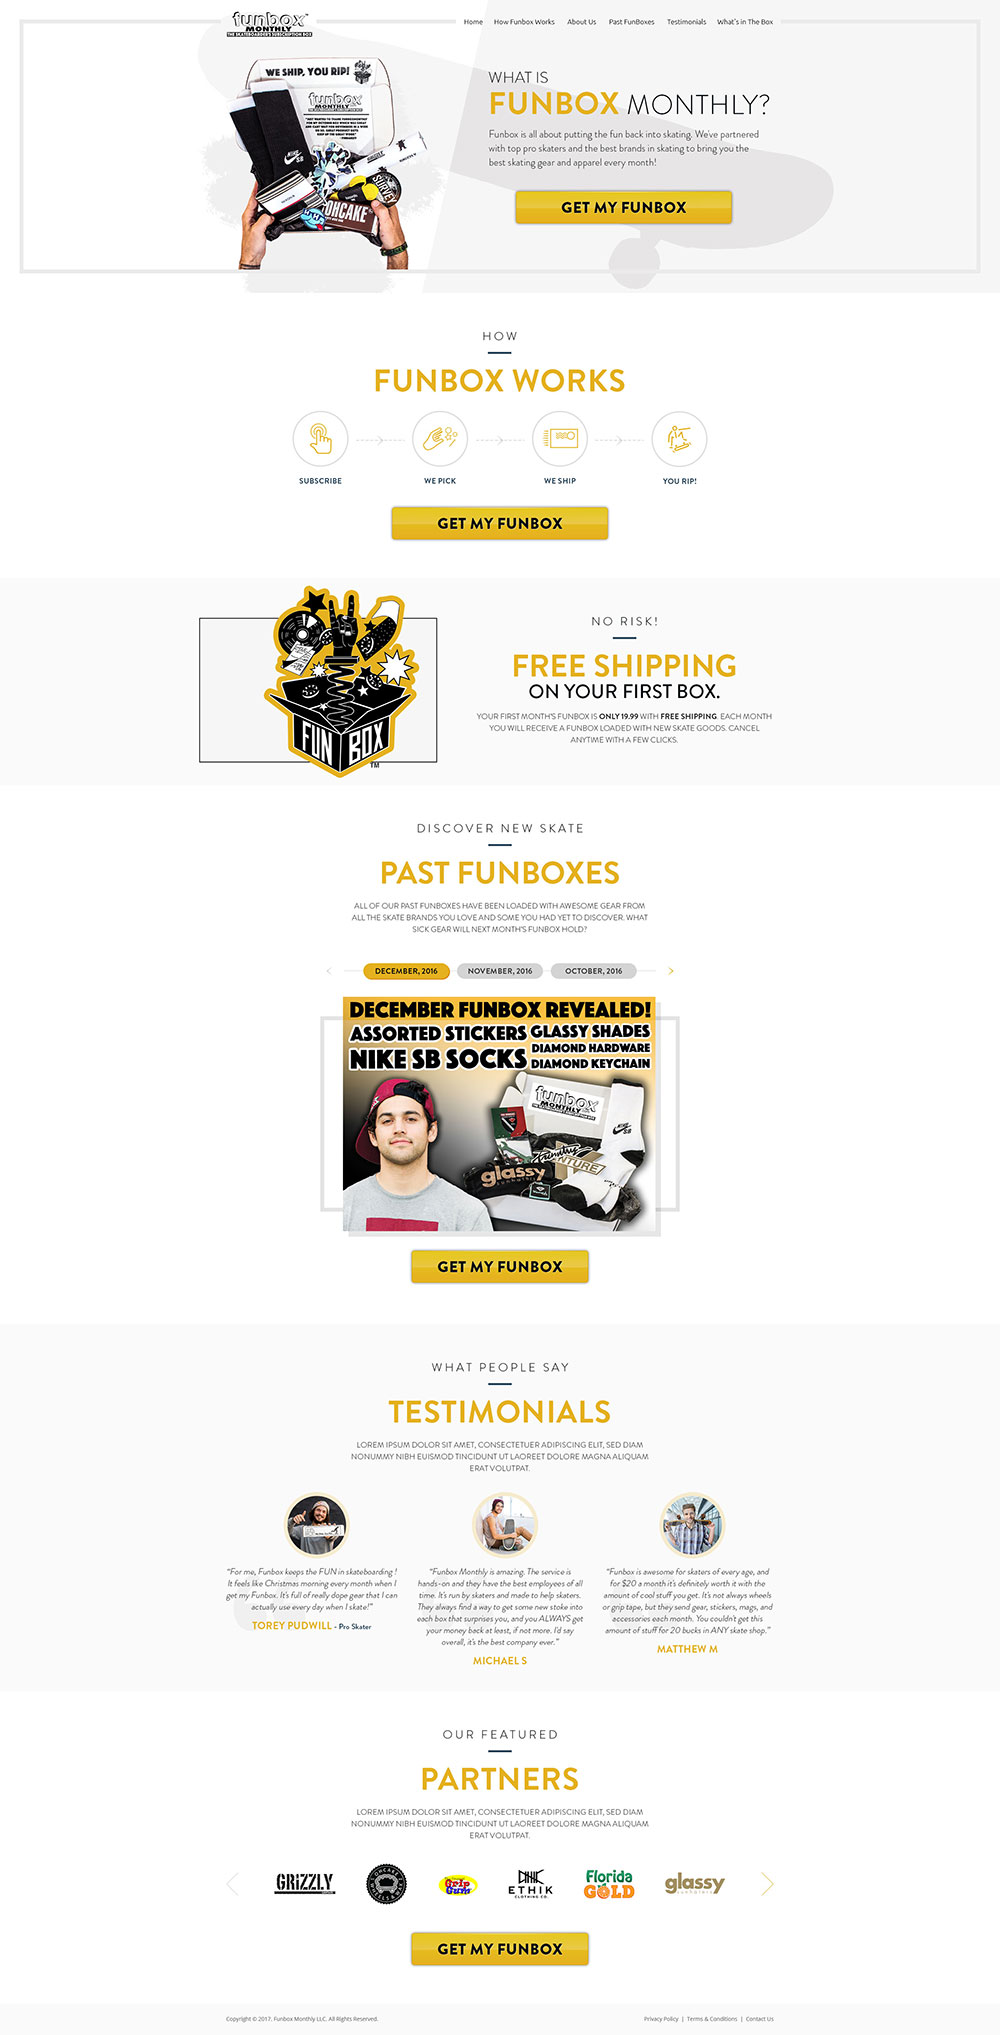 funbox
MONTHLY
THE SKATEBOARDER'S SUBSCRIPTION BOX
Home How Funbox Works About Us Past FunBoxes Testimonials What's in The Box
WE SHIP, YOU RIP!
funbox
MONTHLY
NIKE SB
GRIZZLY
SURVEY
OHCAKE
HAHA
WHAT IS
FUNBOX MONTHLY?
Funbox is all about putting the fun back into skating. We've partnered
with top pro skaters and the best brands in skating to bring you the
best skating gear and apparel every month!
GET MY FUNBOX
HOW
FUNBOX WORKS
SUBSCRIBE WE PICK WE SHIP YOU RIP!
GET MY FUNBOX
FUN BOX
TM
NO RISK!
FREE SHIPPING
ON YOUR FIRST BOX.
YOUR FIRST MONTH'S FUNBOX IS ONLY 19.99 WITH FREE SHIPPING. EACH MONTH
YOU WILL RECEIVE A FUNBOX LOADED WITH NEW SKATE GOODS. CANCEL
ANYTIME WITH A FEW CLICKS.
DISCOVER NEW SKATE
PAST FUNBOXES
ALL OF OUR PAST FUNBOXES HAVE BEEN LOADED WITH AWESOME GEAR FROM
ALL THE SKATE BRANDS YOU LOVE AND SOME YOU HAD YET TO DISCOVER. WHAT
SICK GEAR WILL NEXT MONTH'S FUNBOX HOLD?
< DECEMBER, 2016 NOVEMBER, 2016 OCTOBER, 2016 >
DECEMBER FUNBOX REVEALED!
ASSORTED STICKERS GLASSY SHADES
NIKE SB SOCKS DIAMOND HARDWARE
DIAMOND KEYCHAIN
funbox
MONTHLY
SB
glassy
GET MY FUNBOX
WHAT PEOPLE SAY
TESTIMONIALS
LOREM IPSUM DOLOR SIT AMET, CONSECTETUER ADIPISCING ELIT, SED DIAM
NONUMMY NIBH EUISMOD TINCIDUNT UT LAOREET DOLORE MAGNA ALIQUAM
ERAT VOLUTPAT.
"For me, Funbox keeps the FUN in skateboarding !
It feels like Christmas morning every month when I
get my Funbox. It's full of really dope gear that I can
actually use every day when I skate!"
TOREY PUDWILL - Pro Skater
"Funbox Monthly is amazing. The service is
hands-on and they have the best employees of all
time. It's run by skaters and made to help skaters.
They always find a way to get some new stoke into
each box that surprises you, and you ALWAYS get
your money back at least, if not more. I'd say
overall, it's the best company ever."
MICHAEL S
"Funbox is awesome for skaters of every age, and
for $20 a month it's definitely worth it with the
amount of cool stuff you get. It's not always wheels
or grip tape, but they send gear, stickers, mags, and
accessories each month. You couldn't get this
amount of stuff for 20 bucks in ANY skate shop."
MATTHEW M
OUR FEATURED
PARTNERS
LOREM IPSUM DOLOR SIT AMET, CONSECTETUER ADIPISCING ELIT, SED DIAM
NONUMMY NIBH EUISMOD TINCIDUNT UT LAOREET DOLORE MAGNA ALIQUAM
ERAT VOLUTPAT.
GRIZZLY
Grip Gum
ETHIK
CLOTHING CO.
Florida
GOLD
glassy
GET MY FUNBOX
Copyright © 2017. Funbox Monthly LLC, All Rights Reserved.
Privacy Policy | Terms & Conditions | Contact Us